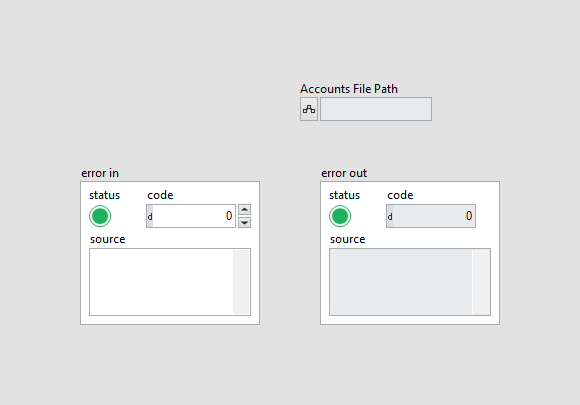 Accounts File Path
error in
status
code
d
0
source
error out
status
code
d
0
source